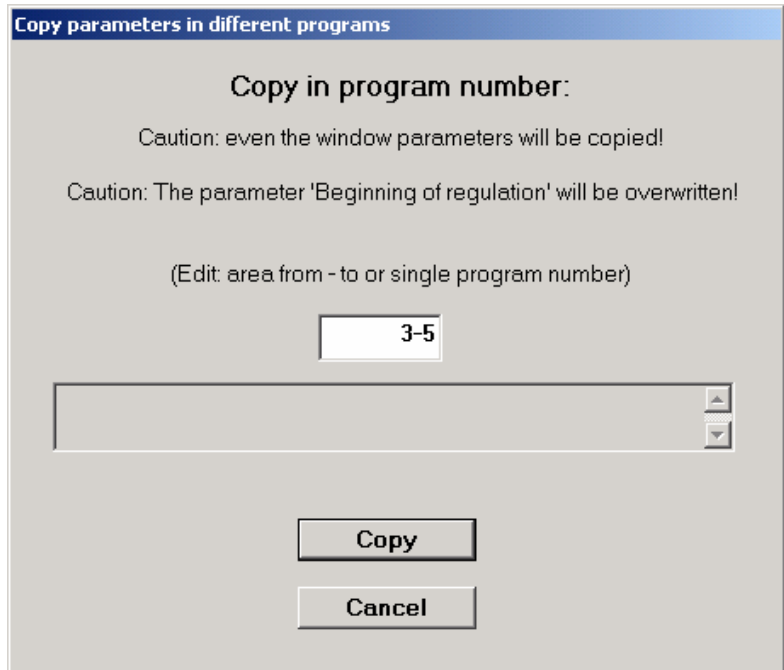 Copy parameters in different programs
Copy in program number:
Caution: even the window parameters will be copied!
Caution: The parameter 'Beginning of regulation' will be overwritten!
(Edit: area from - to or single program number)
3-5
Copy
Cancel